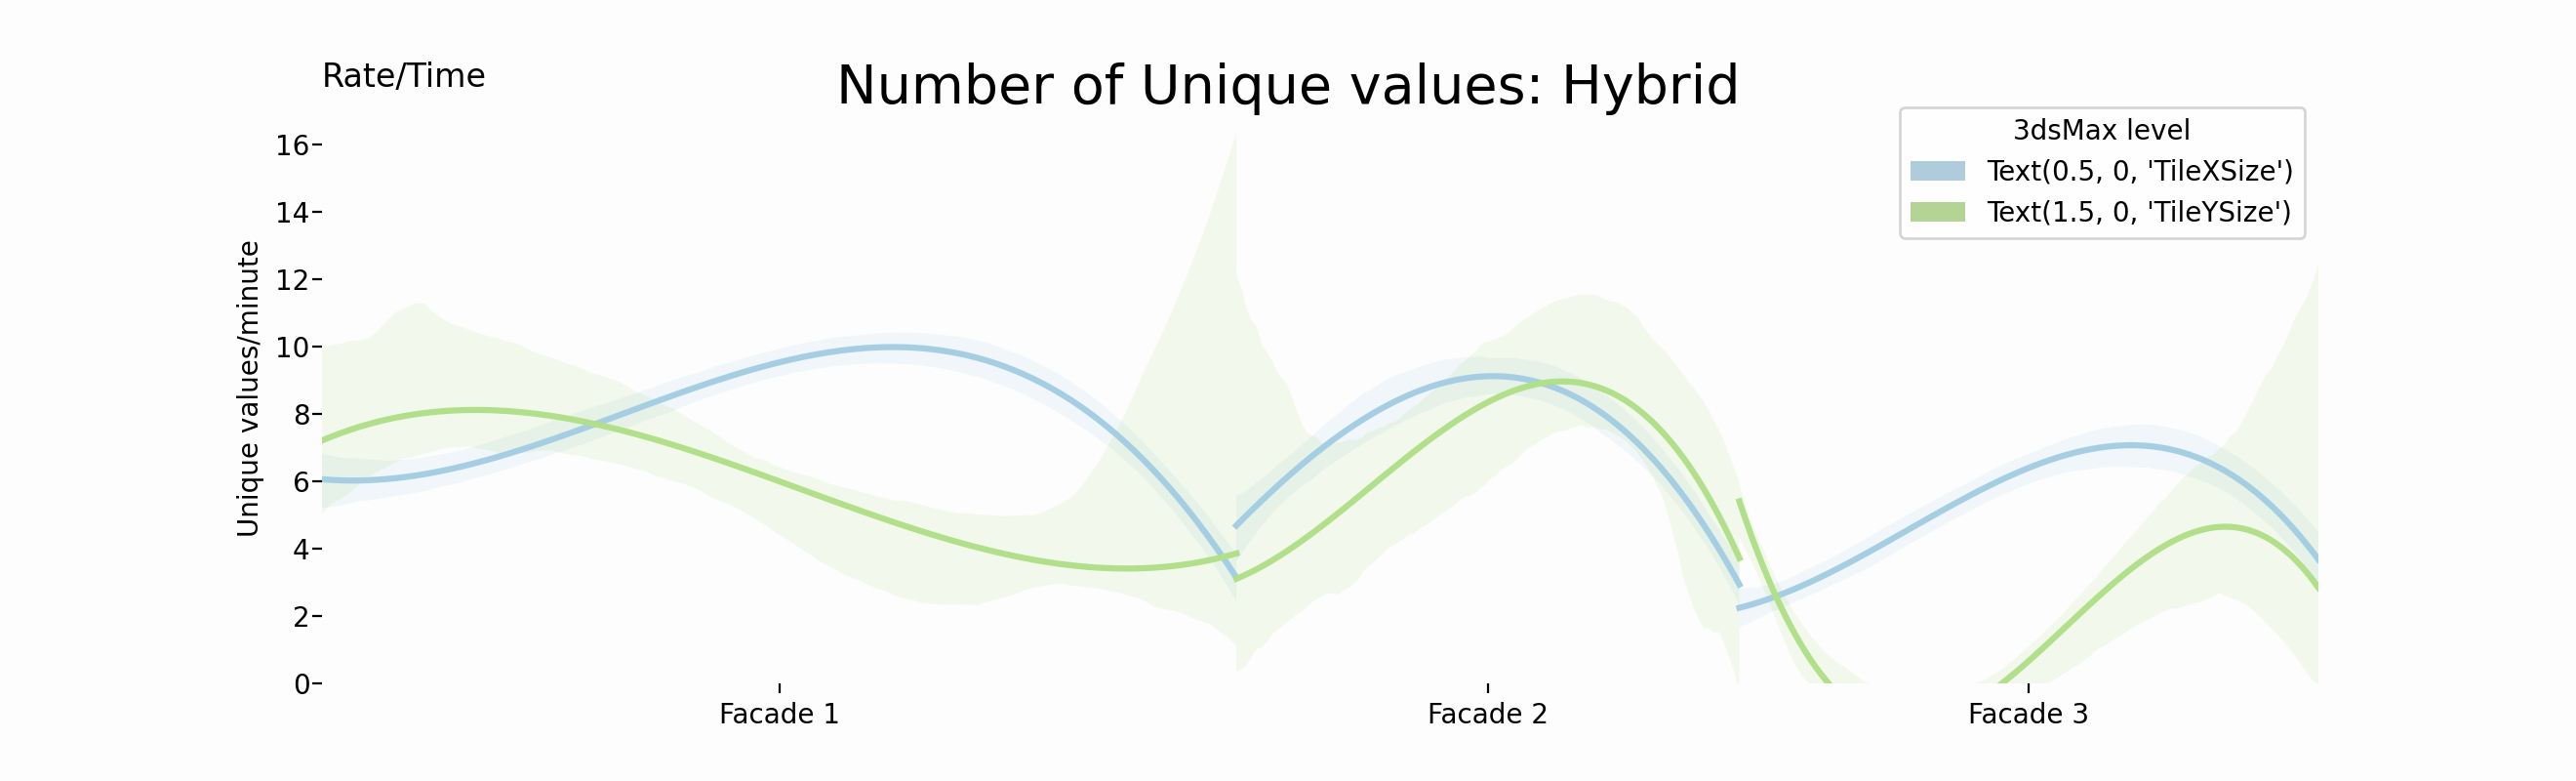 Rate/Time
Number of Unique values: Hybrid
3dsMax level
Text(0.5, 0, 'TileXSize')
Text(1.5, 0, 'TileYSize')
Unique values/minute
16
14
12
10
8
6
4
2
0
Facade 1
Facade 2
Facade 3